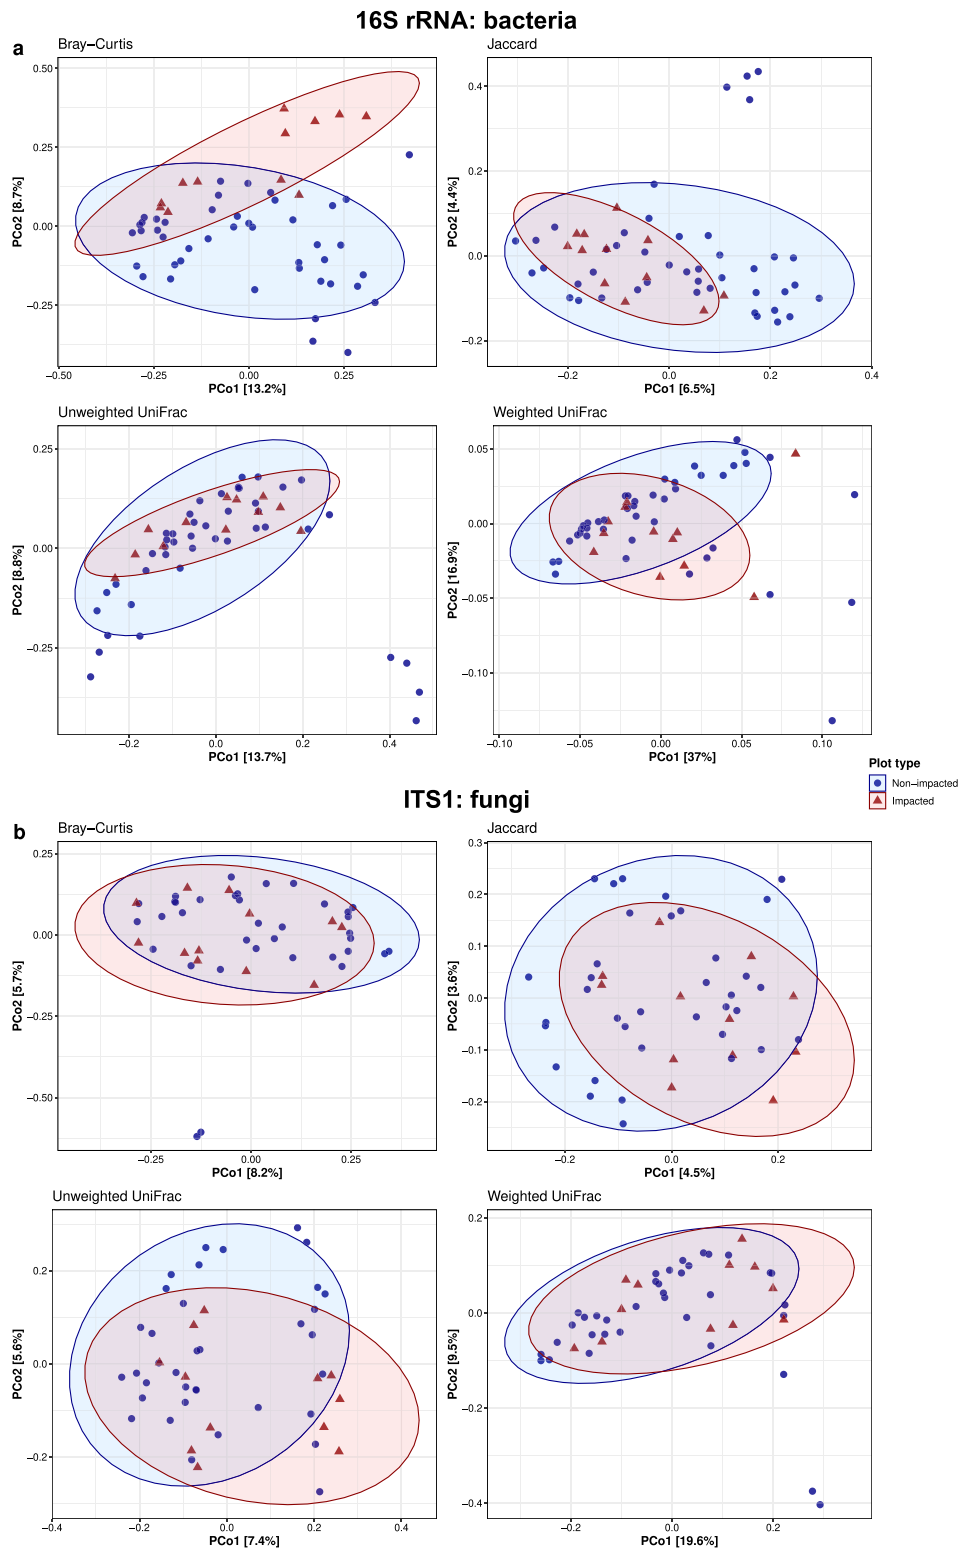 16S rRNA: bacteria
a
Bray−Curtis
0.50
0.25
0.00
−0.25
−0.50
−0.25
0.00
0.25
PCo1 [13.2%]
PCo2 [8.7%]
Jaccard
0.4
0.2
0.0
−0.2
−0.2
0.0
0.2
0.4
PCo1 [6.5%]
PCo2 [4.4%]
Unweighted UniFrac
0.25
0.00
−0.25
−0.2
0.0
0.2
0.4
PCo1 [13.7%]
PCo2 [8.8%]
Weighted UniFrac
0.05
0.00
−0.05
−0.10
−0.10
−0.05
0.00
0.05
0.10
PCo1 [37%]
PCo2 [16.9%]
Plot type
Non−impacted
Impacted
ITS1: fungi
b
Bray−Curtis
0.25
0.00
−0.25
−0.50
−0.25
0.00
0.25
PCo1 [8.2%]
PCo2 [5.7%]
Jaccard
0.3
0.2
0.1
0.0
−0.1
−0.2
−0.2
0.0
0.2
PCo1 [4.5%]
PCo2 [3.6%]
Unweighted UniFrac
0.2
0.0
−0.2
−0.4
−0.2
0.0
0.2
0.4
PCo1 [7.4%]
PCo2 [5.6%]
Weighted UniFrac
0.2
0.0
−0.2
−0.4
−0.2
0.0
0.2
PCo1 [19.6%]
PCo2 [9.5%]